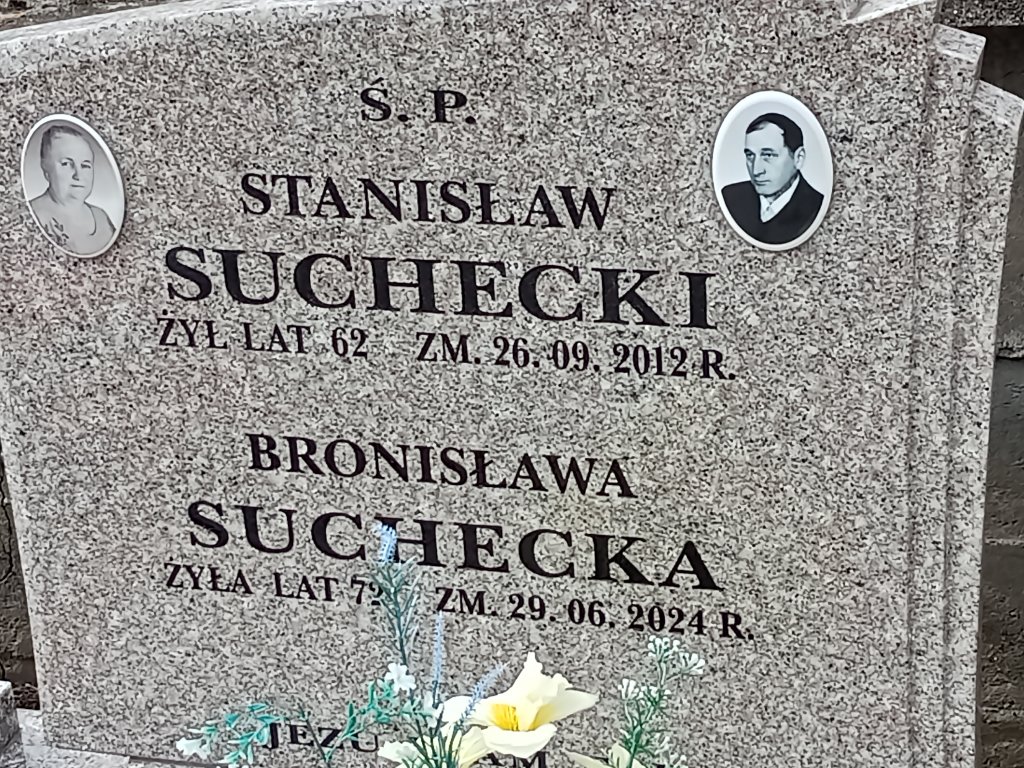 Ś. P.
STANISŁAW
SUCHECKI
ŻYŁ LAT 62 ZM. 26. 09. 2012 R.
BRONISŁAWA
SUCHECKA
ŻYŁA LAT ZM. 29. 06. 2024 R.